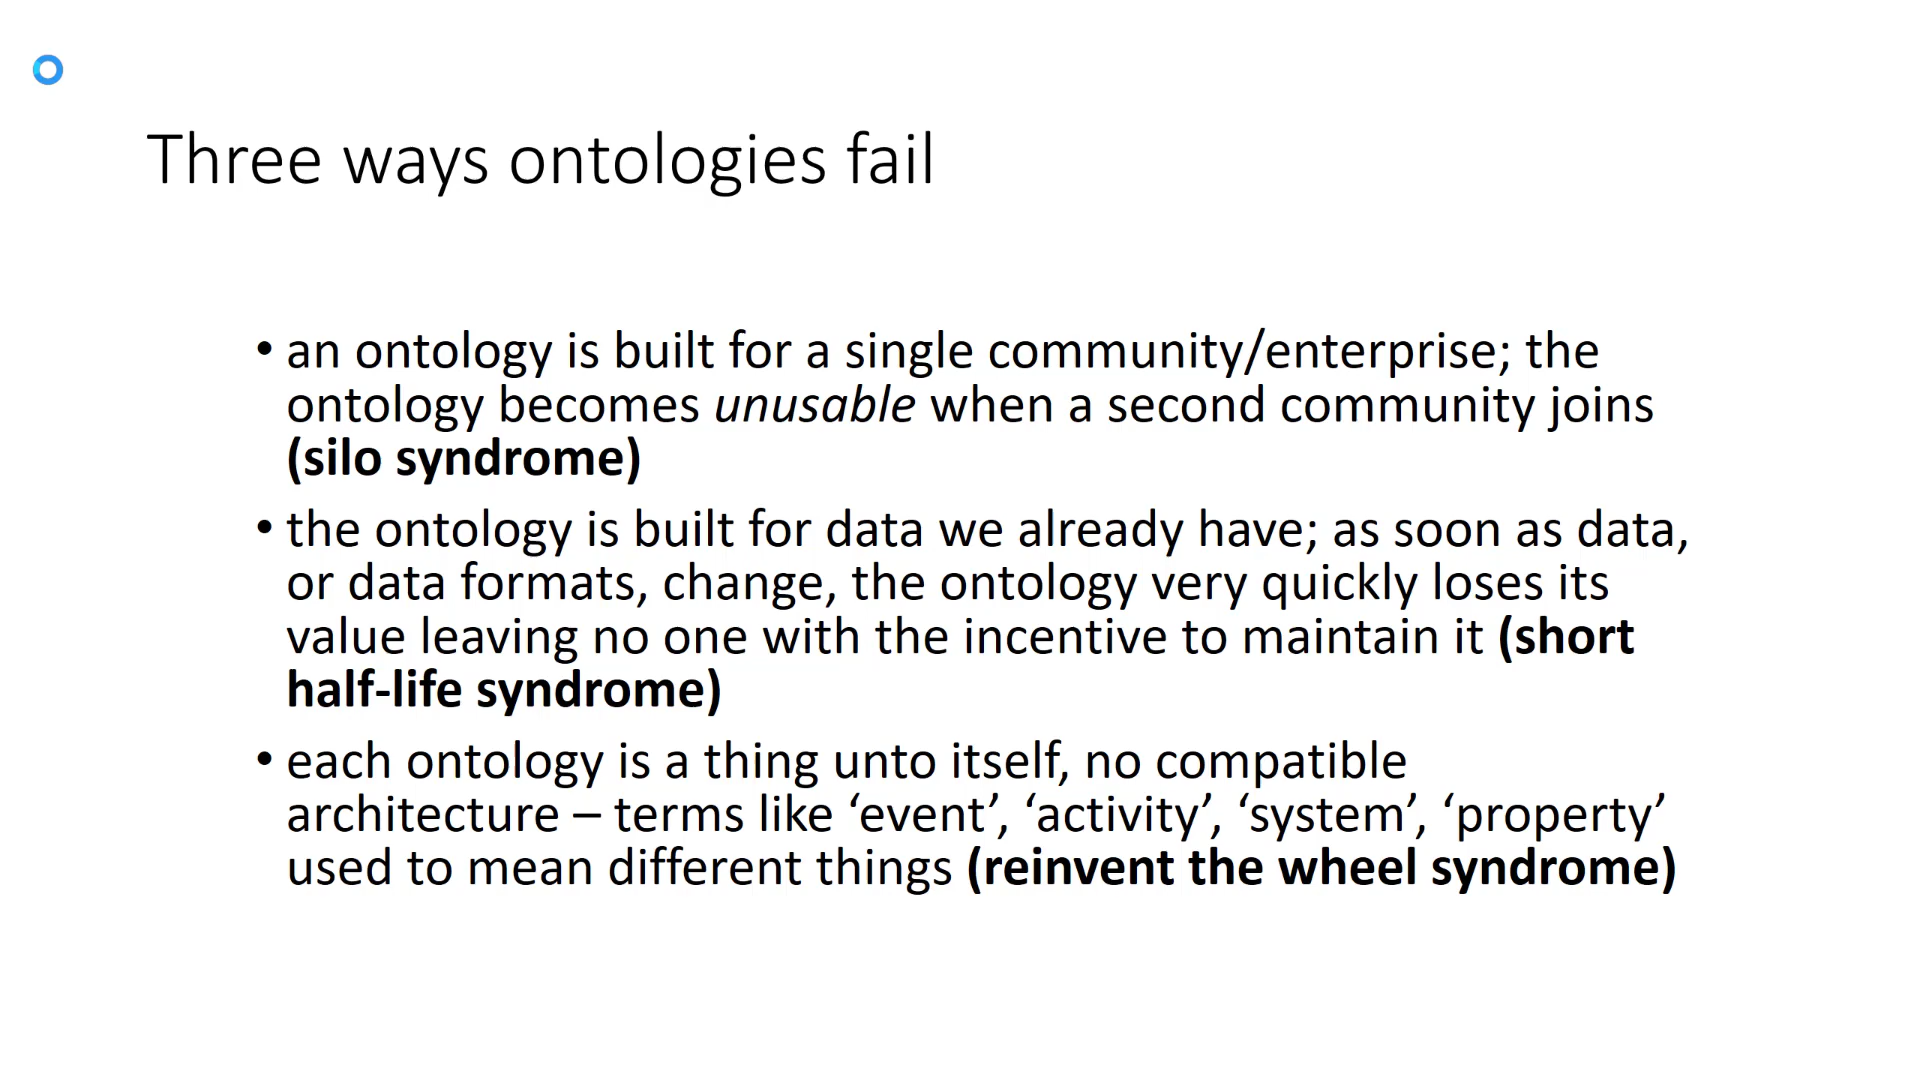 Three ways ontologies fail
• an ontology is built for a single community/enterprise; the
ontology becomes unusable when a second community joins
(silo syndrome)
• the ontology is built for data we already have; as soon as data,
or data formats, change, the ontology very quickly loses its
value leaving no one with the incentive to maintain it (short
half-life syndrome)
• each ontology is a thing unto itself, no compatible
architecture – terms like ‘event’, ‘activity’, ‘system’, ‘property’
used to mean different things (reinvent the wheel syndrome)